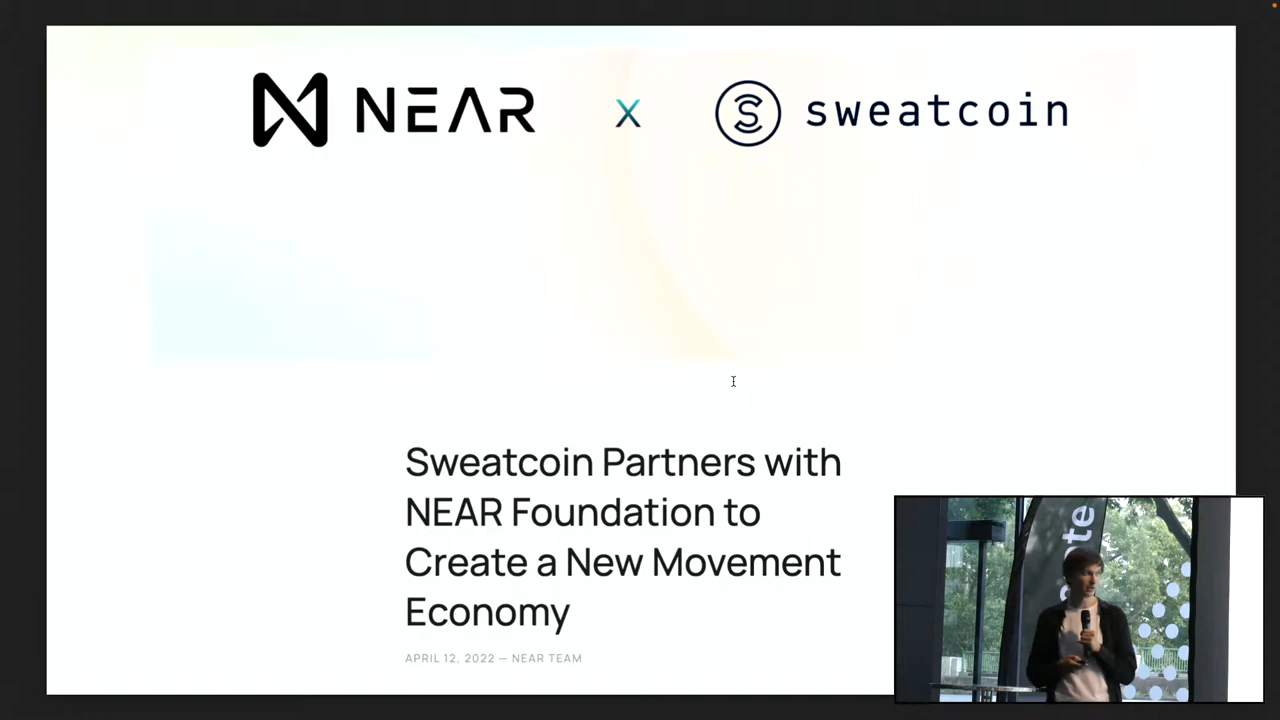 NEAR X sweatcoin
Sweatcoin Partners with
NEAR Foundation to
Create a New Movement
Economy
APRIL 12, 2022 — NEAR TEAM